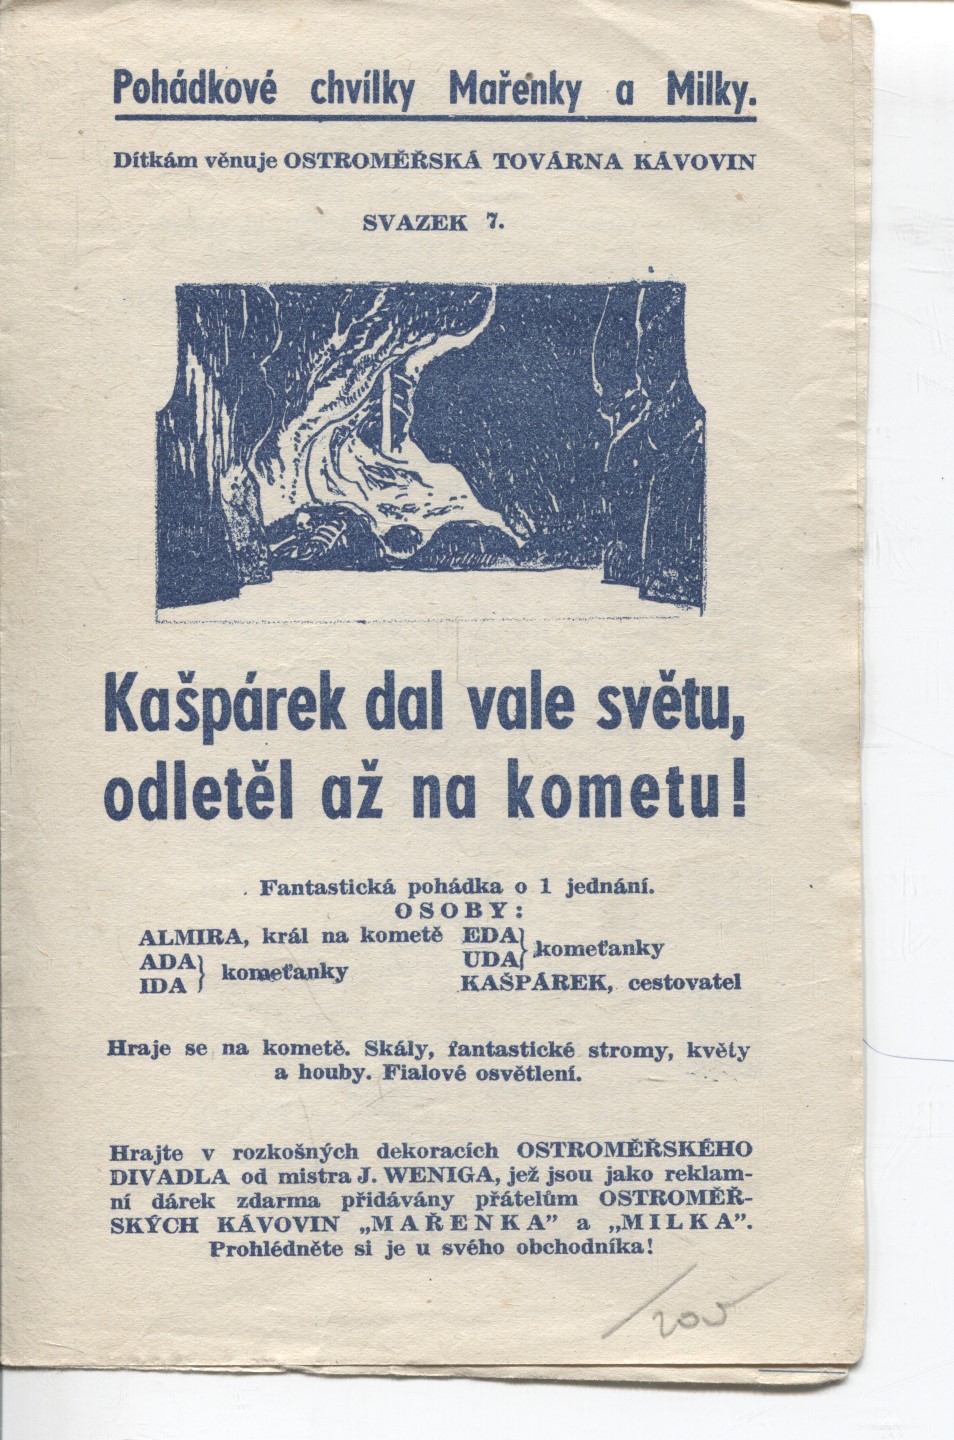 Pohádkové chvílky Mařenky a Milky.
Dítkám věnuje OSTROMĚŘSKÁ TOVÁRNA KÁVOVIN
SVAZEK 7.
Kašpárek dal vale světu,
odletěl až na kometu!
Fantastická pohádka o 1 jednání.
OSOBY:
ALMIRA, král na kometě
ADA} kometʼanky
IDA
EDA} kometʼanky
UDA
KAŠPÁREK, cestovatel
Hraje se na kometě. Skály, fantastické stromy, květy
a houby. Fialové osvětlení.
Hrajte v rozkošných dekoracích OSTROMĚŘSKÉHO
DIVADLA od mistra J. WENIGA, jež jsou jako reklam-
ní dárek zdarma přidávány přátelům OSTROMĚŘ-
SKÝCH KÁVOVIN „MAŘENKA" a „MILKA".
Prohlédněte si je u svého obchodníka!